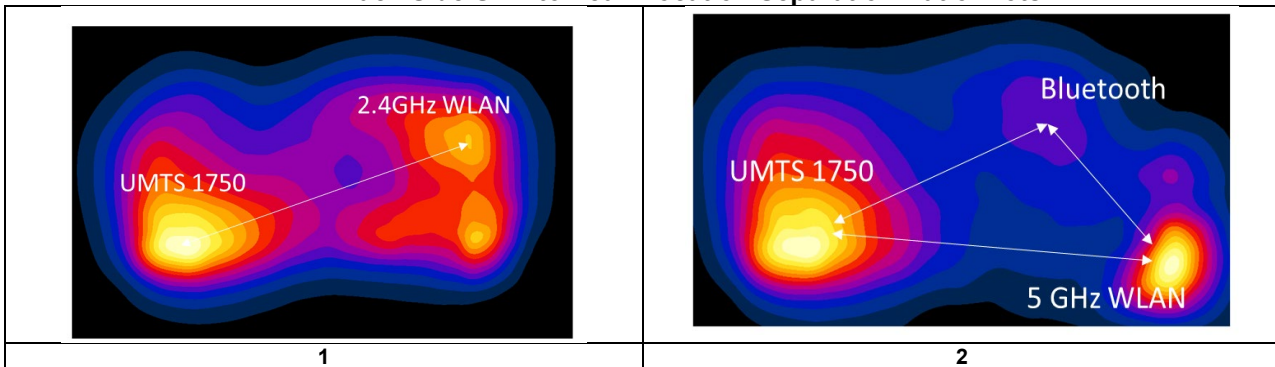 2.4GHz WLAN
UMTS 1750
Bluetooth
UMTS 1750
5 GHz WLAN
1 2